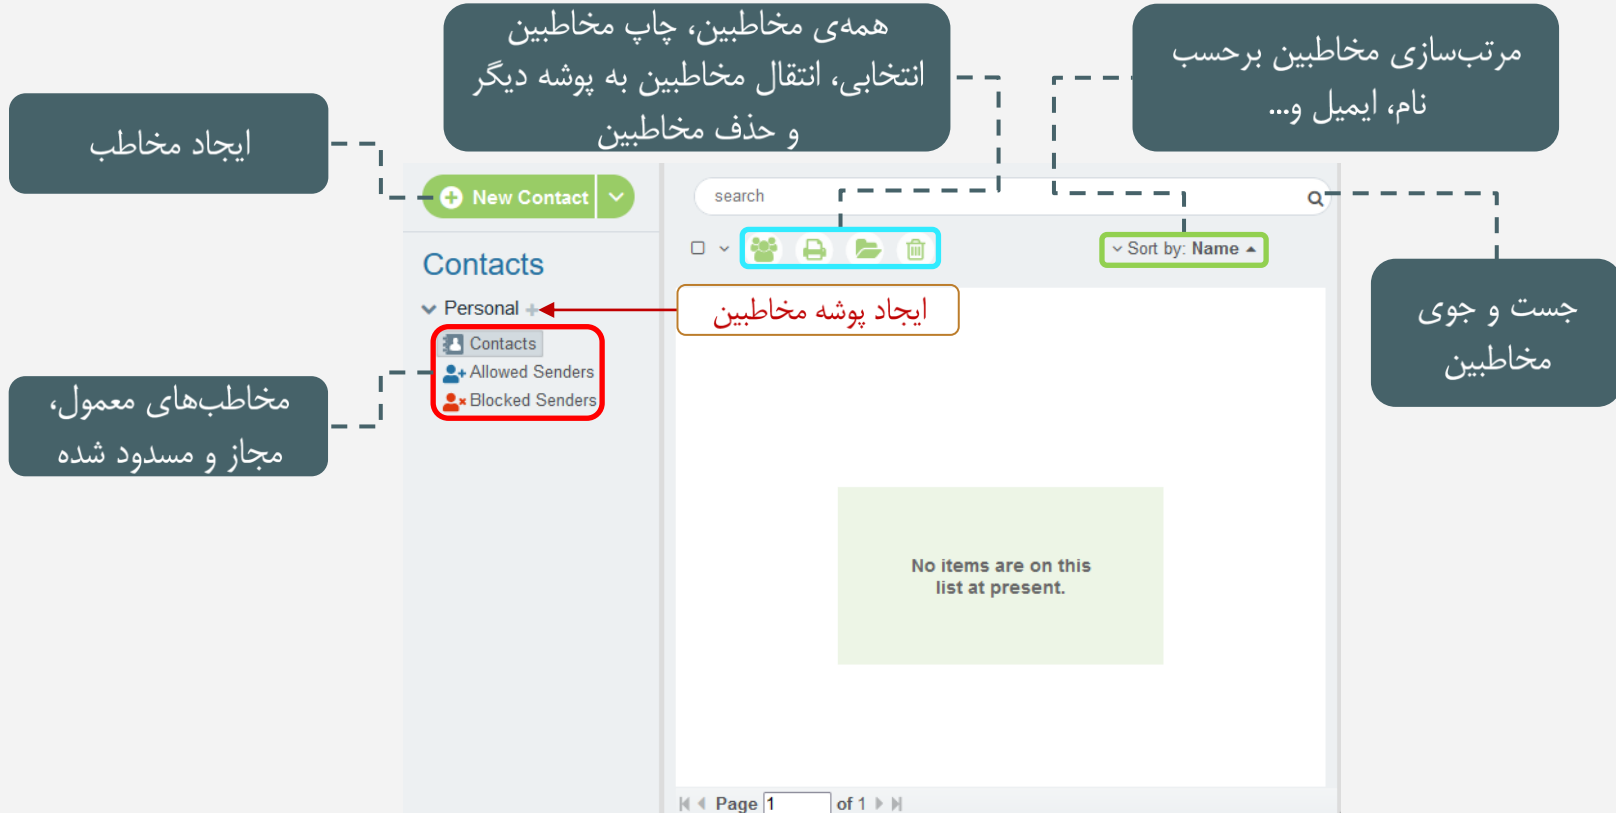 همه‌ی مخاطبین، چاپ مخاطبین
انتخابی، انتقال مخاطبین به پوشه دیگر
و حذف مخاطبین
مرتب‌سازی مخاطبین برحسب
نام، ایمیل و...
ایجاد مخاطب
New Contact
search
Contacts
Sort by: Name
Personal
ایجاد پوشه مخاطبین
جست و جوی
مخاطبین
Contacts
Allowed Senders
Blocked Senders
مخاطب‌های معمول،
مجاز و مسدود شده
No items are on this
list at present.
Page 1 of 1